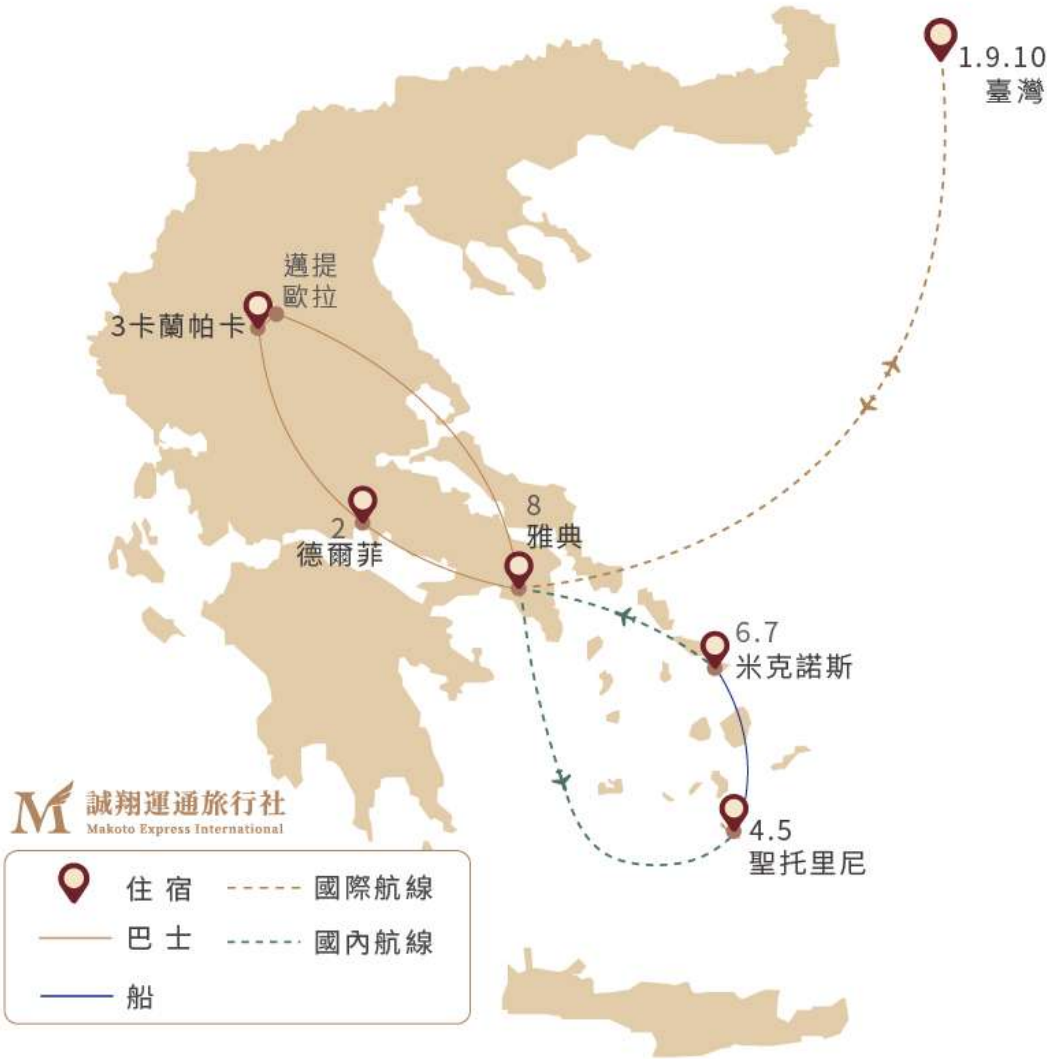 1.9.10
臺灣
邁提
歐拉
3卡蘭帕卡
8
雅典
2
德爾菲
6.7
米克諾斯
4.5
聖托里尼
M 誠翔運通旅行社
Makoto Express International
住宿
國際航線
巴士
國內航線
船